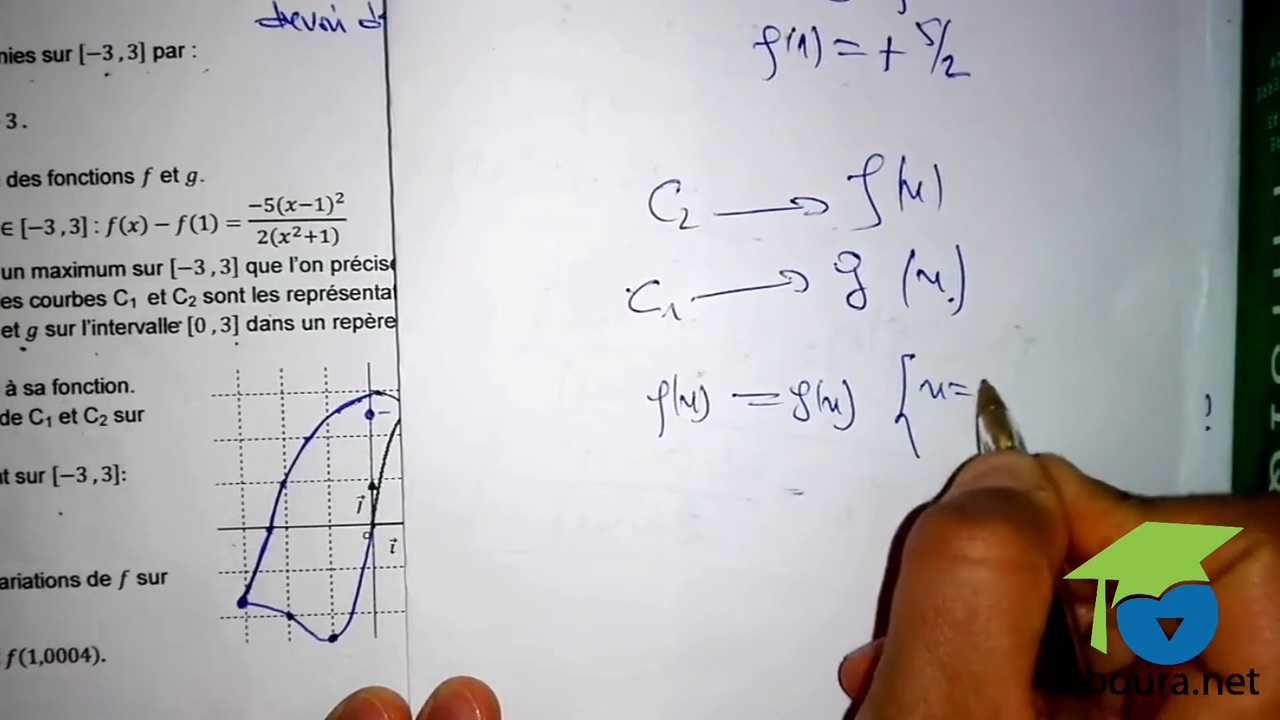 devoir d
nies sur [−3 , 3] par :
3 .
des fonctions f et g.
∈ [−3 , 3] : f(x) − f(1) = −5(x−1)² / 2(x²+1)
un maximum sur [−3 , 3] que l'on précise
es courbes C₁ et C₂ sont les représenta
et g sur l'intervalle [0 , 3] dans un repère
à sa fonction.
de C₁ et C₂ sur
t sur [−3 , 3]:
ariations de f sur
f(1,0004).
j
o
i
f(1) = + 5/2
C₂ → f(x)
C₁ → g (x)
f(x) = g(x) { x =
boura.net